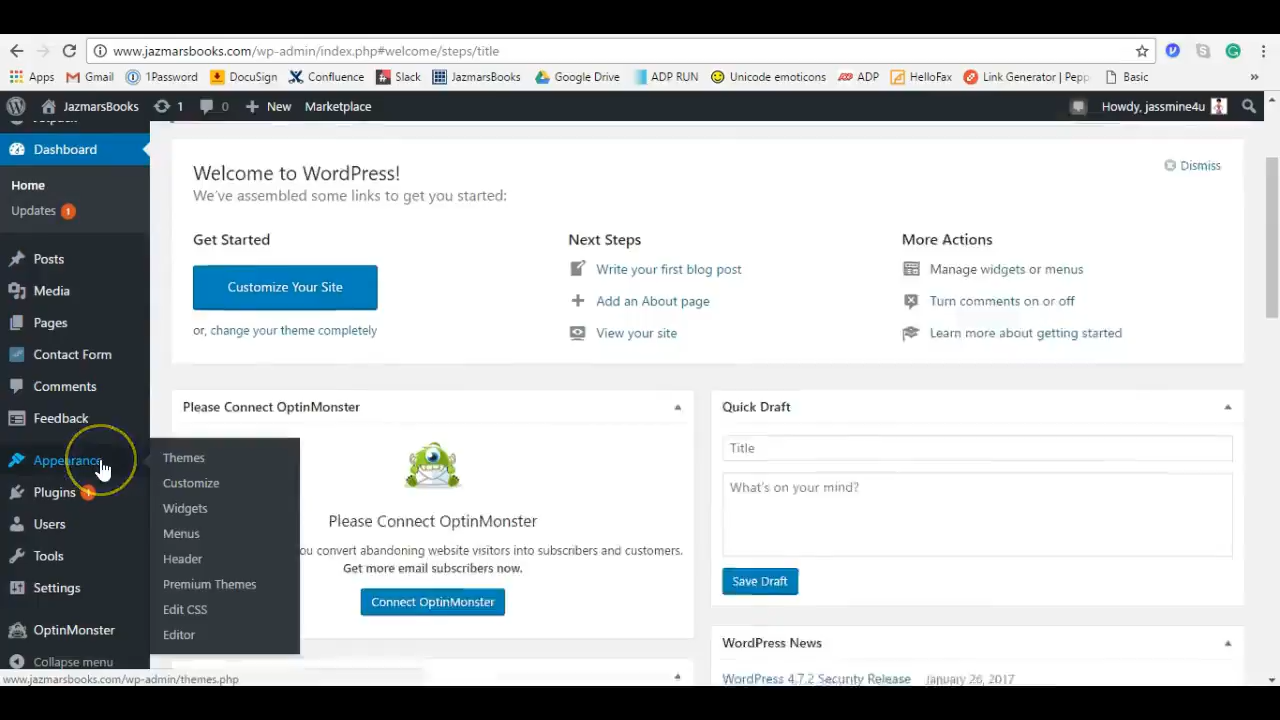 www.jazmarsbooks.com/wp-admin/index.php#welcome/steps/title
Apps Gmail 1Password DocuSign Confluence Slack JazmarsBooks Google Drive ADP RUN Unicode emoticons ADP HelloFax Link Generator | Pepp Basic »
JazmarsBooks 1 0 New Marketplace Howdy, jassmine4u
Jetpack
Dashboard
Home
Updates 1
Posts
Media
Pages
Contact Form
Comments
Feedback
Appearance
Plugins 1
Users
Tools
Settings
OptinMonster
Collapse menu
Themes
Customize
Widgets
Menus
Header
Premium Themes
Edit CSS
Editor
Welcome to WordPress!
Dismiss
We've assembled some links to get you started:
Get Started
Customize Your Site
or, change your theme completely
Next Steps
Write your first blog post
Add an About page
View your site
More Actions
Manage widgets or menus
Turn comments on or off
Learn more about getting started
Please Connect OptinMonster
Please Connect OptinMonster
ou convert abandoning website visitors into subscribers and customers.
Get more email subscribers now.
Connect OptinMonster
Quick Draft
Title
What's on your mind?
Save Draft
WordPress News
WordPress 4.7.2 Security Release January 26, 2017
www.jazmarsbooks.com/wp-admin/themes.php